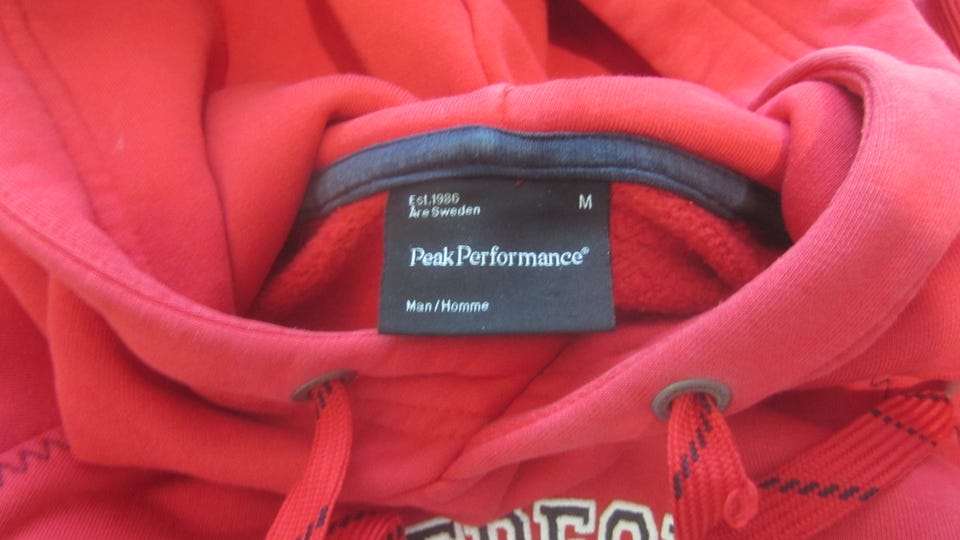 Est.1986
Åre Sweden
M
PeakPerformance®
Man/Homme